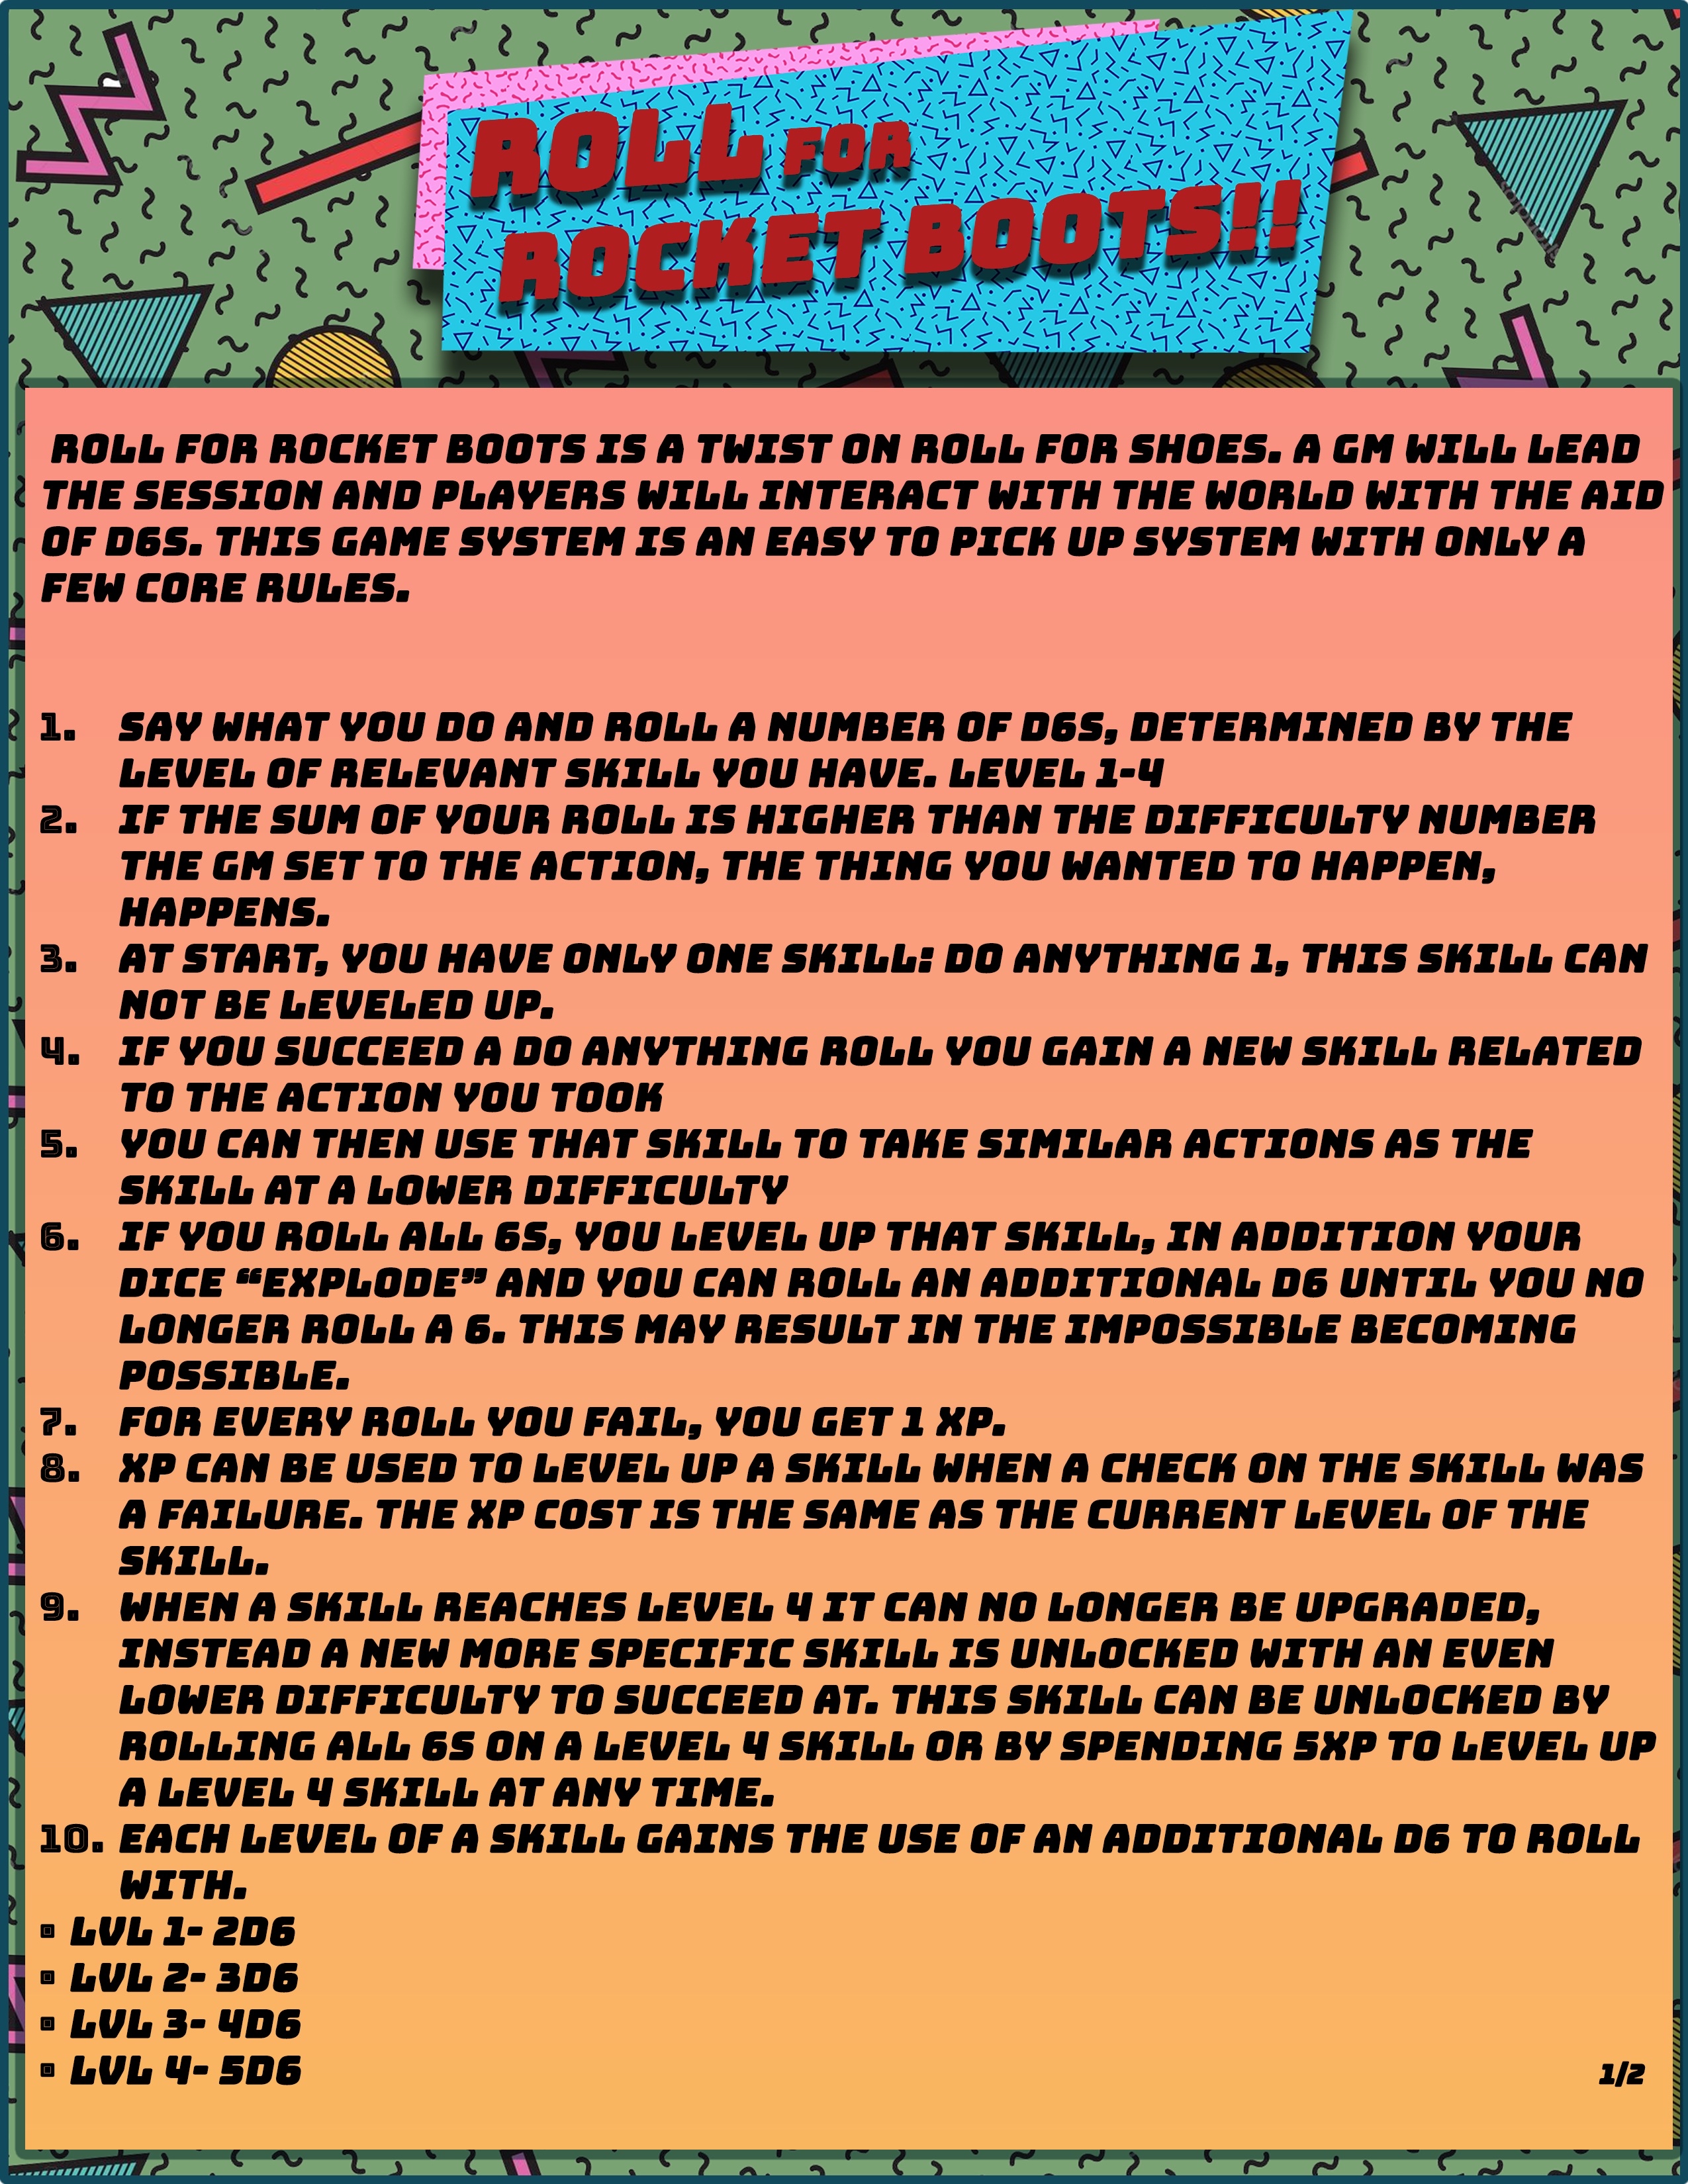 ROLL FOR
ROCKET BOOTS!!
ROLL FOR ROCKET BOOTS IS A TWIST ON ROLL FOR SHOES. A GM WILL LEAD
THE SESSION AND PLAYERS WILL INTERACT WITH THE WORLD WITH THE AID
OF D6S. THIS GAME SYSTEM IS AN EASY TO PICK UP SYSTEM WITH ONLY A
FEW CORE RULES.
1. SAY WHAT YOU DO AND ROLL A NUMBER OF D6S, DETERMINED BY THE
LEVEL OF RELEVANT SKILL YOU HAVE. LEVEL 1-4
2. IF THE SUM OF YOUR ROLL IS HIGHER THAN THE DIFFICULTY NUMBER
THE GM SET TO THE ACTION, THE THING YOU WANTED TO HAPPEN,
HAPPENS.
3. AT START, YOU HAVE ONLY ONE SKILL: DO ANYTHING 1, THIS SKILL CAN
NOT BE LEVELED UP.
4. IF YOU SUCCEED A DO ANYTHING ROLL YOU GAIN A NEW SKILL RELATED
TO THE ACTION YOU TOOK
5. YOU CAN THEN USE THAT SKILL TO TAKE SIMILAR ACTIONS AS THE
SKILL AT A LOWER DIFFICULTY
6. IF YOU ROLL ALL 6S, YOU LEVEL UP THAT SKILL, IN ADDITION YOUR
DICE “EXPLODE” AND YOU CAN ROLL AN ADDITIONAL D6 UNTIL YOU NO
LONGER ROLL A 6. THIS MAY RESULT IN THE IMPOSSIBLE BECOMING
POSSIBLE.
7. FOR EVERY ROLL YOU FAIL, YOU GET 1 XP.
8. XP CAN BE USED TO LEVEL UP A SKILL WHEN A CHECK ON THE SKILL WAS
A FAILURE. THE XP COST IS THE SAME AS THE CURRENT LEVEL OF THE
SKILL.
9. WHEN A SKILL REACHES LEVEL 4 IT CAN NO LONGER BE UPGRADED,
INSTEAD A NEW MORE SPECIFIC SKILL IS UNLOCKED WITH AN EVEN
LOWER DIFFICULTY TO SUCCEED AT. THIS SKILL CAN BE UNLOCKED BY
ROLLING ALL 6S ON A LEVEL 4 SKILL OR BY SPENDING 5XP TO LEVEL UP
A LEVEL 4 SKILL AT ANY TIME.
10. EACH LEVEL OF A SKILL GAINS THE USE OF AN ADDITIONAL D6 TO ROLL
WITH.
▫ LVL 1- 2D6
▫ LVL 2- 3D6
▫ LVL 3- 4D6
▫ LVL 4- 5D6
1/2